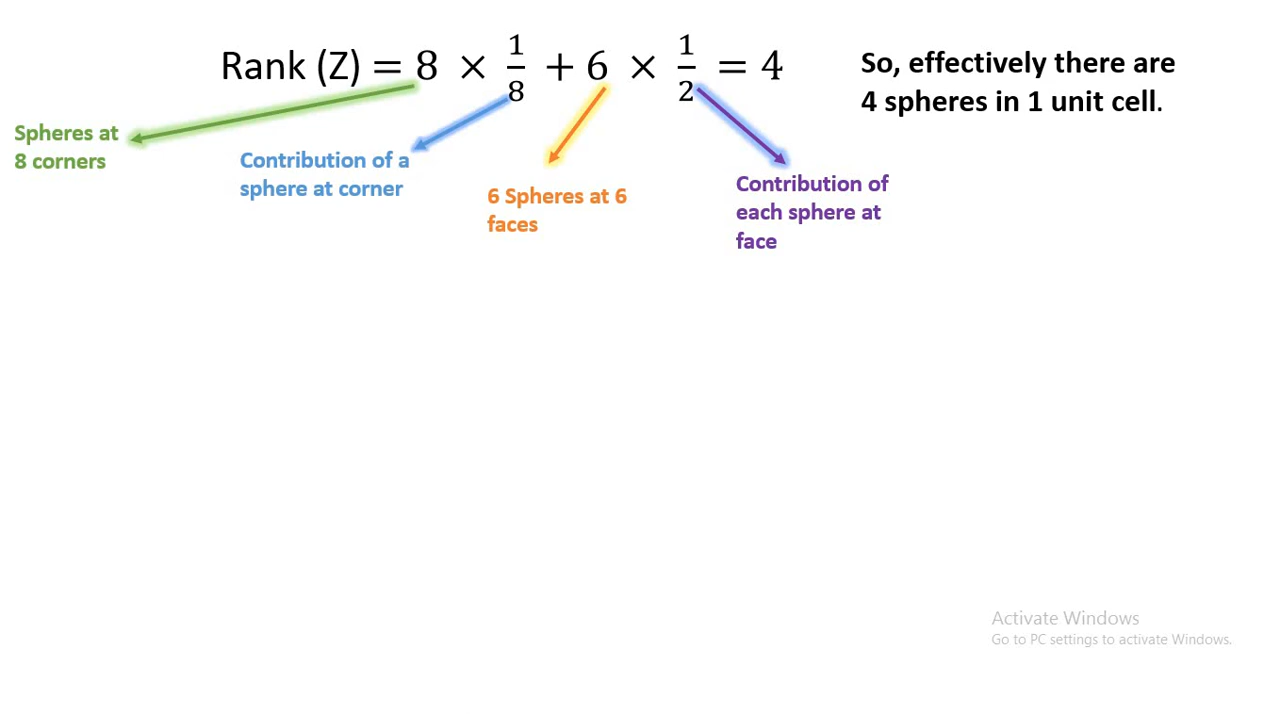 Rank (Z) = 8 × 1/8 + 6 × 1/2 = 4
So, effectively there are
4 spheres in 1 unit cell.
Spheres at
8 corners
Contribution of a
sphere at corner
6 Spheres at 6
faces
Contribution of
each sphere at
face
Activate Windows
Go to PC settings to activate Windows.